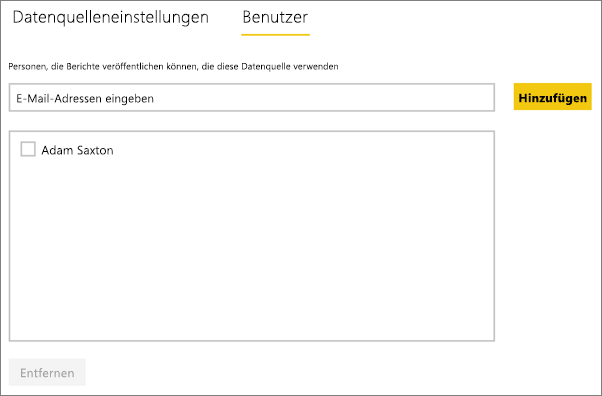 Datenquelleneinstellungen Benutzer
Personen, die Berichte veröffentlichen können, die diese Datenquelle verwenden
E-Mail-Adressen eingeben Hinzufügen
Adam Saxton
Entfernen